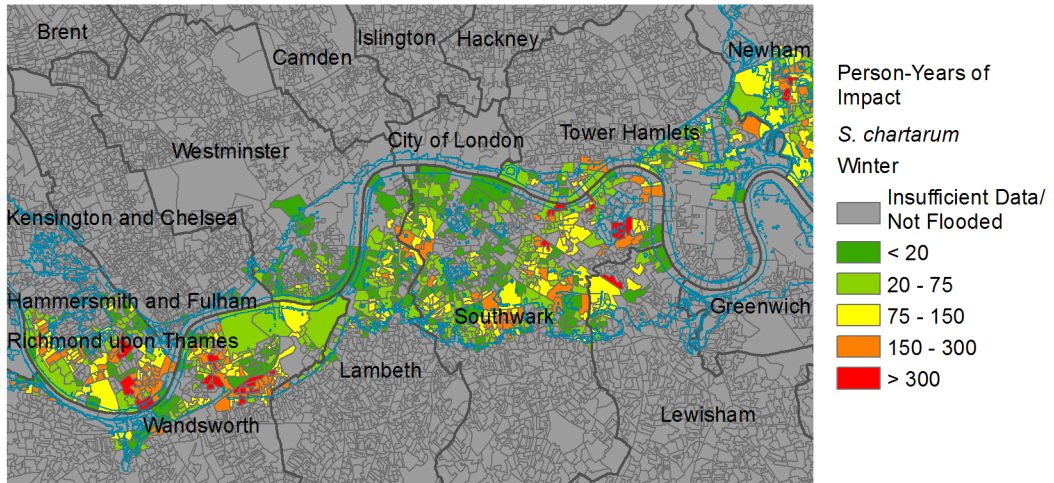 Brent
Camden
Islington
Hackney
Newham
Westminster
City of London
Tower Hamlets
Kensington and Chelsea
Hammersmith and Fulham
Richmond upon Thames
Wandsworth
Lambeth
Southwark
Greenwich
Lewisham
Person-Years of
Impact
S. chartarum
Winter
Insufficient Data/
Not Flooded
< 20
20 - 75
75 - 150
150 - 300
> 300